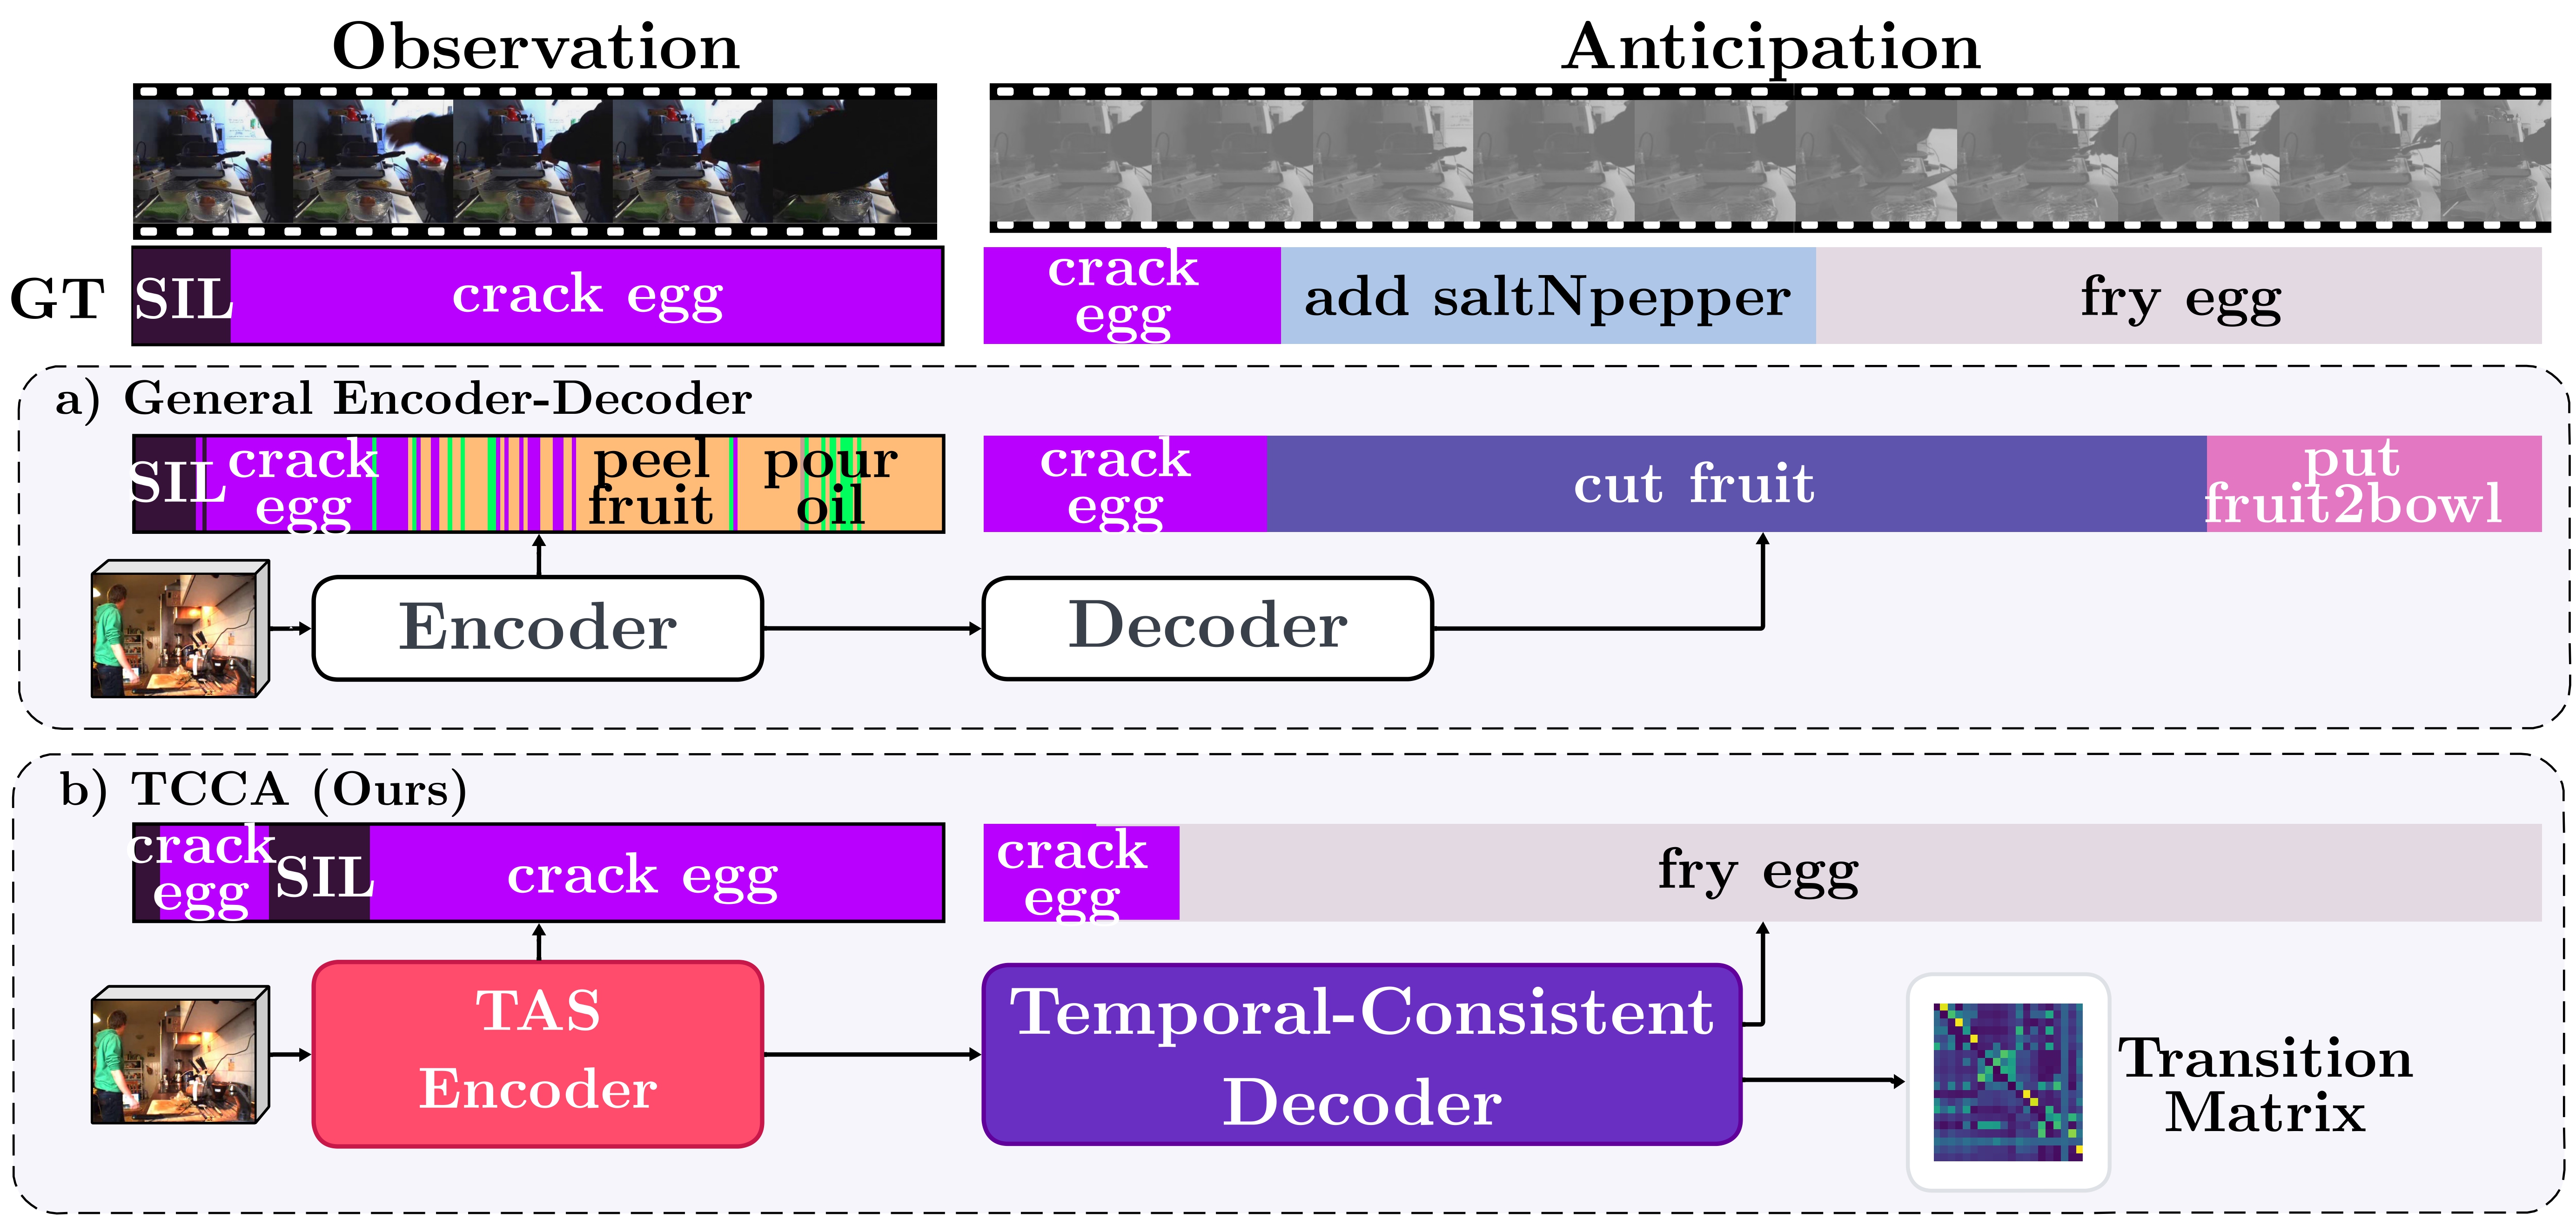 Observation
Anticipation
GT
SIL
crack egg
crack
egg
add saltNpepper
fry egg
a) General Encoder-Decoder
SIL
crack
egg
peel
fruit
pour
oil
crack
egg
cut fruit
put
fruit2bowl
Encoder
Decoder
b) TCCA (Ours)
crack
egg
SIL
crack egg
crack
egg
fry egg
TAS
Encoder
Temporal-Consistent
Decoder
Transition
Matrix